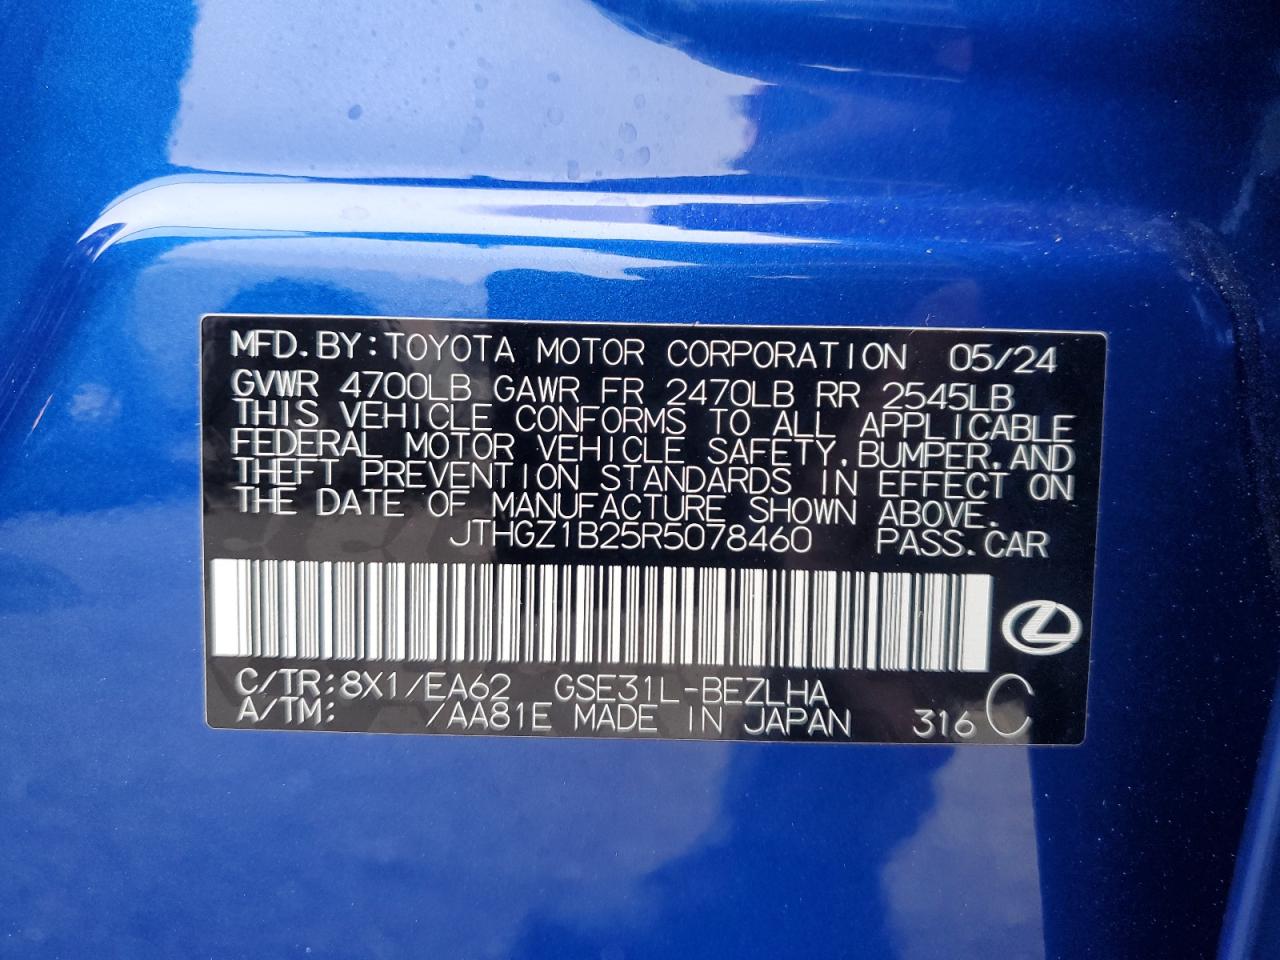 MFD.BY:TOYOTA MOTOR CORPORATION 05/24
GVWR 4700LB GAWR FR 2470LB RR 2545LB
THIS VEHICLE CONFORMS TO ALL APPLICABLE
FEDERAL MOTOR VEHICLE SAFETY,BUMPER,AND
THEFT PREVENTION STANDARDS IN EFFECT ON
THE DATE OF MANUFACTURE SHOWN ABOVE.
JTHGZ1B25R5078460 PASS.CAR
C/TR:8X1/EA62 GSE31L-BEZLHA
A/TM: /AA81E MADE IN JAPAN 316 C